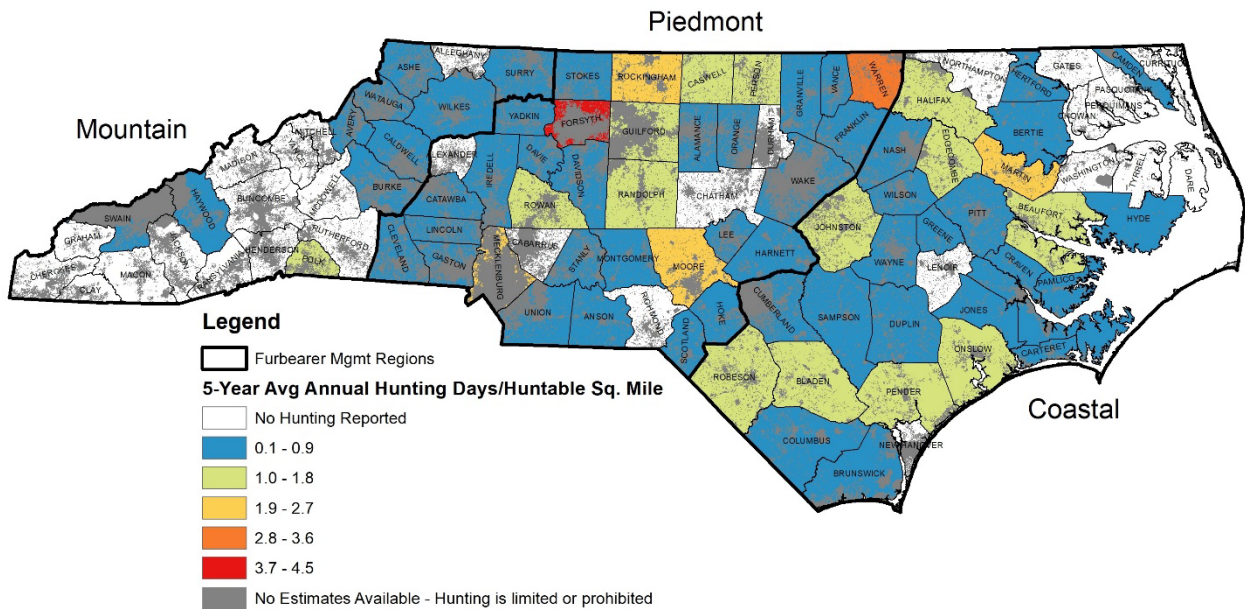 Piedmont
Mountain
Coastal
ALLEGHANY
ASHE
SURRY
STOKES
ROCKINGHAM
CASWELL
PERSON
GRANVILLE
VANCE
WARREN
NORTHAMPTON
GATES
HERTFORD
CAMDEN
CURRITUCK
PASQUOTANK
PERQUIMANS
CHOWAN
WATAUGA
WILKES
YADKIN
FORSYTH
GUILFORD
ALAMANCE
ORANGE
DURHAM
FRANKLIN
HALIFAX
BERTIE
MITCHELL
AVERY
CALDWELL
ALEXANDER
IREDELL
DAVIE
DAVIDSON
RANDOLPH
CHATHAM
WAKE
NASH
EDGECOMBE
MARTIN
WASHINGTON
TYRRELL
DARE
MADISON
BUNCOMBE
MCDOWELL
BURKE
CATAWBA
ROWAN
WILSON
PITT
BEAUFORT
HYDE
SWAIN
HAYWOOD
RUTHERFORD
CLEVELAND
LINCOLN
GASTON
MECKLENBURG
CABARRUS
STANLY
MONTGOMERY
MOORE
LEE
HARNETT
JOHNSTON
GREENE
WAYNE
LENOIR
CRAVEN
PAMLICO
GRAHAM
CHEROKEE
CLAY
MACON
JACKSON
TRANSYLVANIA
HENDERSON
POLK
UNION
ANSON
RICHMOND
SCOTLAND
HOKE
CUMBERLAND
SAMPSON
DUPLIN
JONES
CARTERET
ONSLOW
ROBESON
BLADEN
PENDER
NEW HANOVER
COLUMBUS
BRUNSWICK
Legend
Furbearer Mgmt Regions
5-Year Avg Annual Hunting Days/Huntable Sq. Mile
No Hunting Reported
0.1 - 0.9
1.0 - 1.8
1.9 - 2.7
2.8 - 3.6
3.7 - 4.5
No Estimates Available - Hunting is limited or prohibited